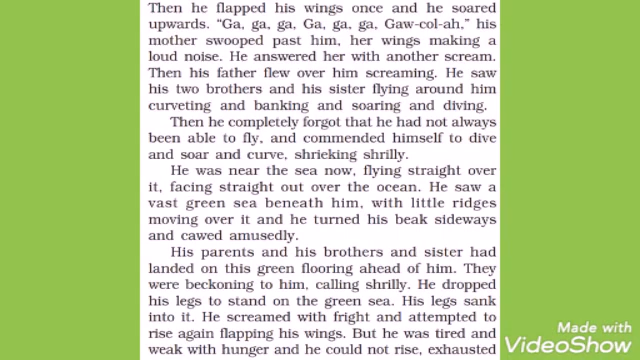 Then he flapped his wings once and he soared
upwards. “Ga, ga, ga, Ga, ga, ga, Gaw-col-ah,” his
mother swooped past him, her wings making a
loud noise. He answered her with another scream.
Then his father flew over him screaming. He saw
his two brothers and his sister flying around him
curveting and banking and soaring and diving.
Then he completely forgot that he had not always
been able to fly, and commended himself to dive
and soar and curve, shrieking shrilly.
He was near the sea now, flying straight over
it, facing straight out over the ocean. He saw a
vast green sea beneath him, with little ridges
moving over it and he turned his beak sideways
and cawed amusedly.
His parents and his brothers and sister had
landed on this green flooring ahead of him. They
were beckoning to him, calling shrilly. He dropped
his legs to stand on the green sea. His legs sank
into it. He screamed with fright and attempted to
rise again flapping his wings. But he was tired and
weak with hunger and he could not rise, exhausted
Made with
VideoShow